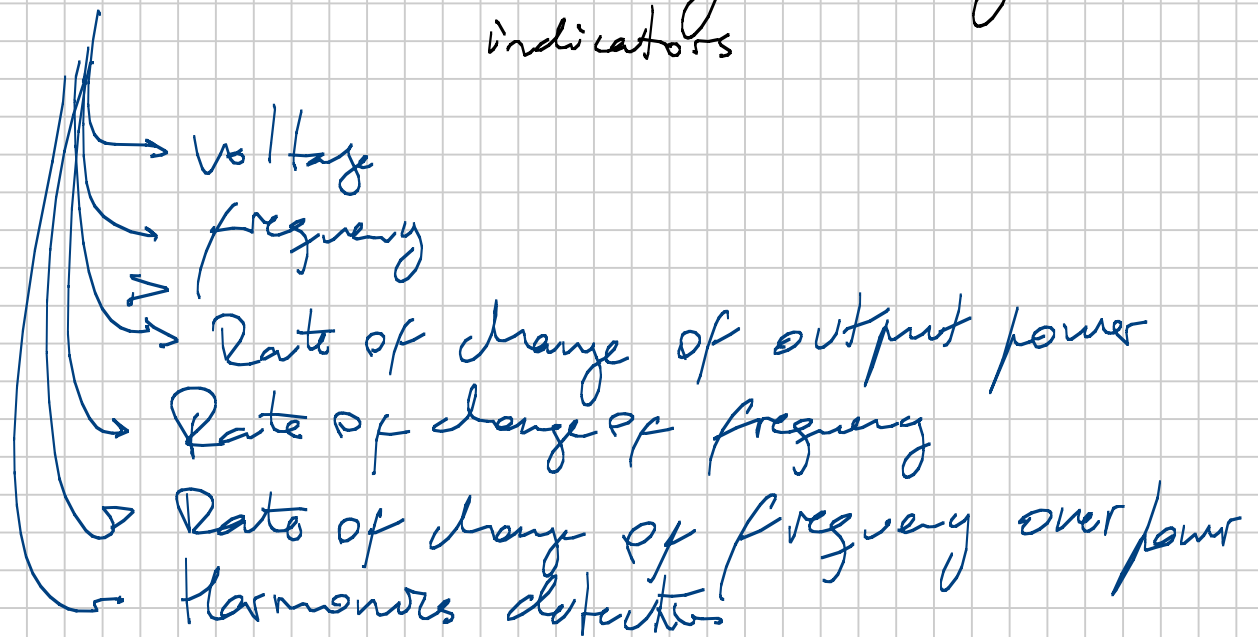 indicators
Voltage
frequency
Rate of change of output power
Rate of change of frequency
Rate of change of frequency over power
Harmonics detection